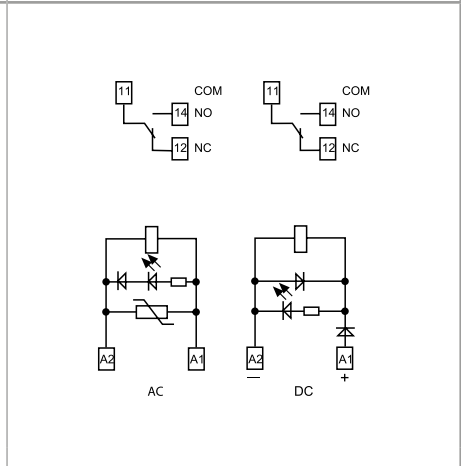 11 COM 11 COM
14 NO 14 NO
12 NC 12 NC
A2 A1 A2 A1
— +
AC DC